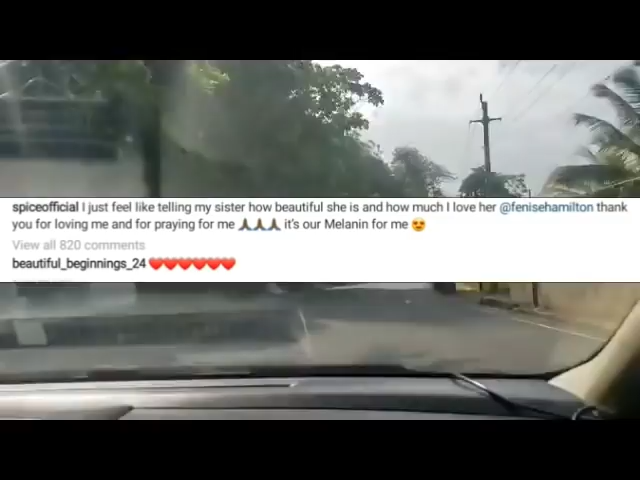 spiceofficial I just feel like telling my sister how beautiful she is and how much I love her @fenisehamilton thank
you for loving me and for praying for me 🙏🏾🙏🏾🙏🏾 it's our Melanin for me 😍
View all 820 comments
beautiful_beginnings_24 ❤️❤️❤️❤️❤️❤️